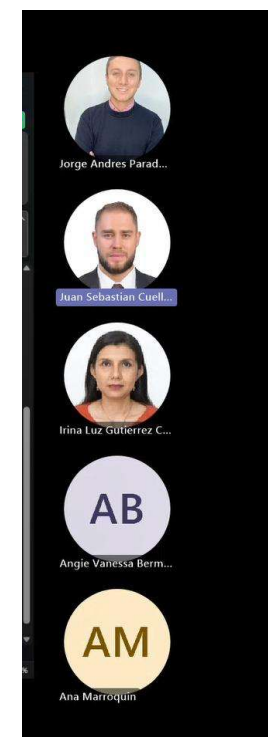 Jorge Andres Parad...
Juan Sebastian Cuell...
Irina Luz Gutierrez C...
AB
Angie Vanessa Berm...
AM
%
Ana Marroquin